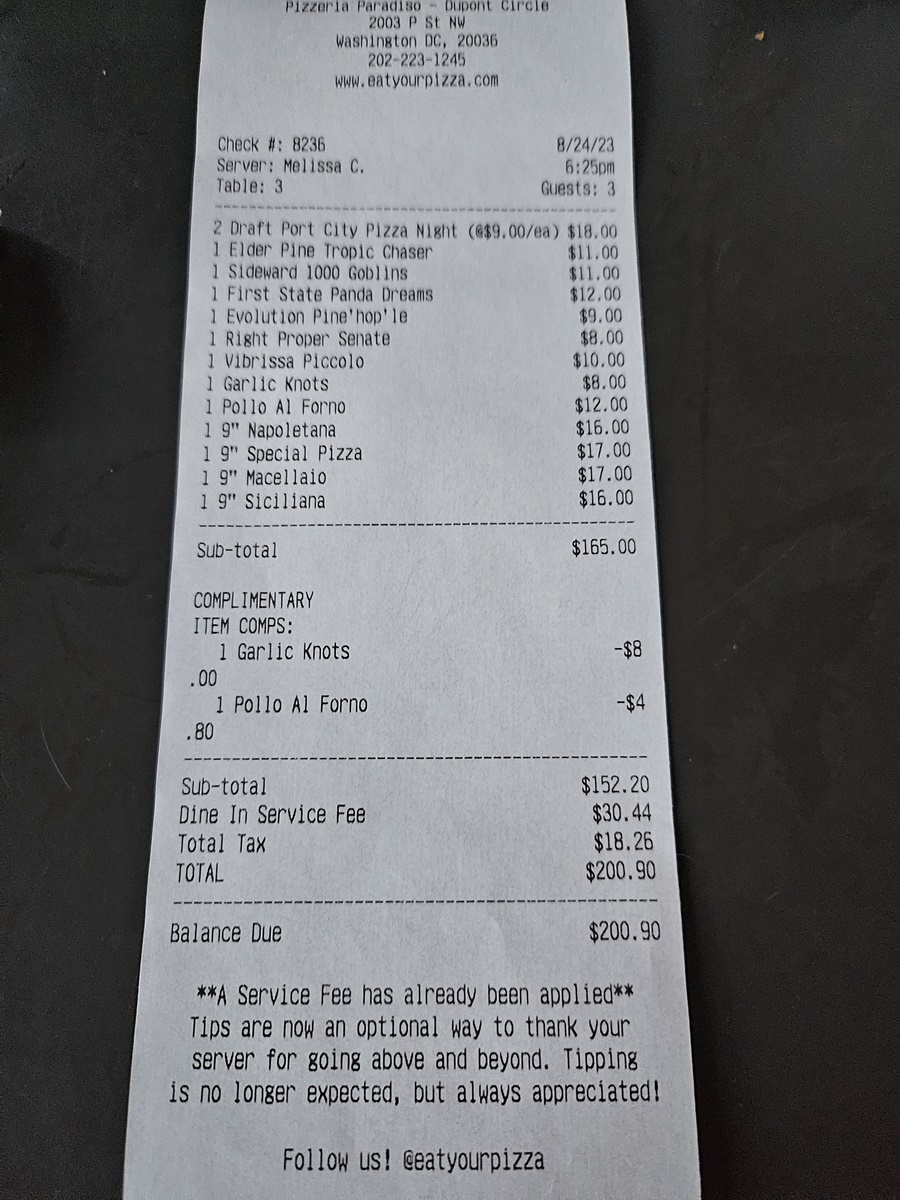 Pizzeria Paradiso - Dupont Circle
2003 P St NW
Washington DC, 20036
202-223-1245
www.eatyourpizza.com
Check #: 8236 8/24/23
Server: Melissa C. 6:25pm
Table: 3 Guests: 3
2 Draft Port City Pizza Night (@$9.00/ea) $18.00
1 Elder Pine Tropic Chaser $11.00
1 Sideward 1000 Goblins $11.00
1 First State Panda Dreams $12.00
1 Evolution Pine'hop'le $9.00
1 Right Proper Senate $8.00
1 Vibrissa Piccolo $10.00
1 Garlic Knots $8.00
1 Pollo Al Forno $12.00
1 9" Napoletana $16.00
1 9" Special Pizza $17.00
1 9" Macellaio $17.00
1 9" Siciliana $16.00
Sub-total $165.00
COMPLIMENTARY
ITEM COMPS:
1 Garlic Knots -$8
.00
1 Pollo Al Forno -$4
.80
Sub-total $152.20
Dine In Service Fee $30.44
Total Tax $18.26
TOTAL $200.90
Balance Due $200.90
**A Service Fee has already been applied**
Tips are now an optional way to thank your
server for going above and beyond. Tipping
is no longer expected, but always appreciated!
Follow us! @eatyourpizza